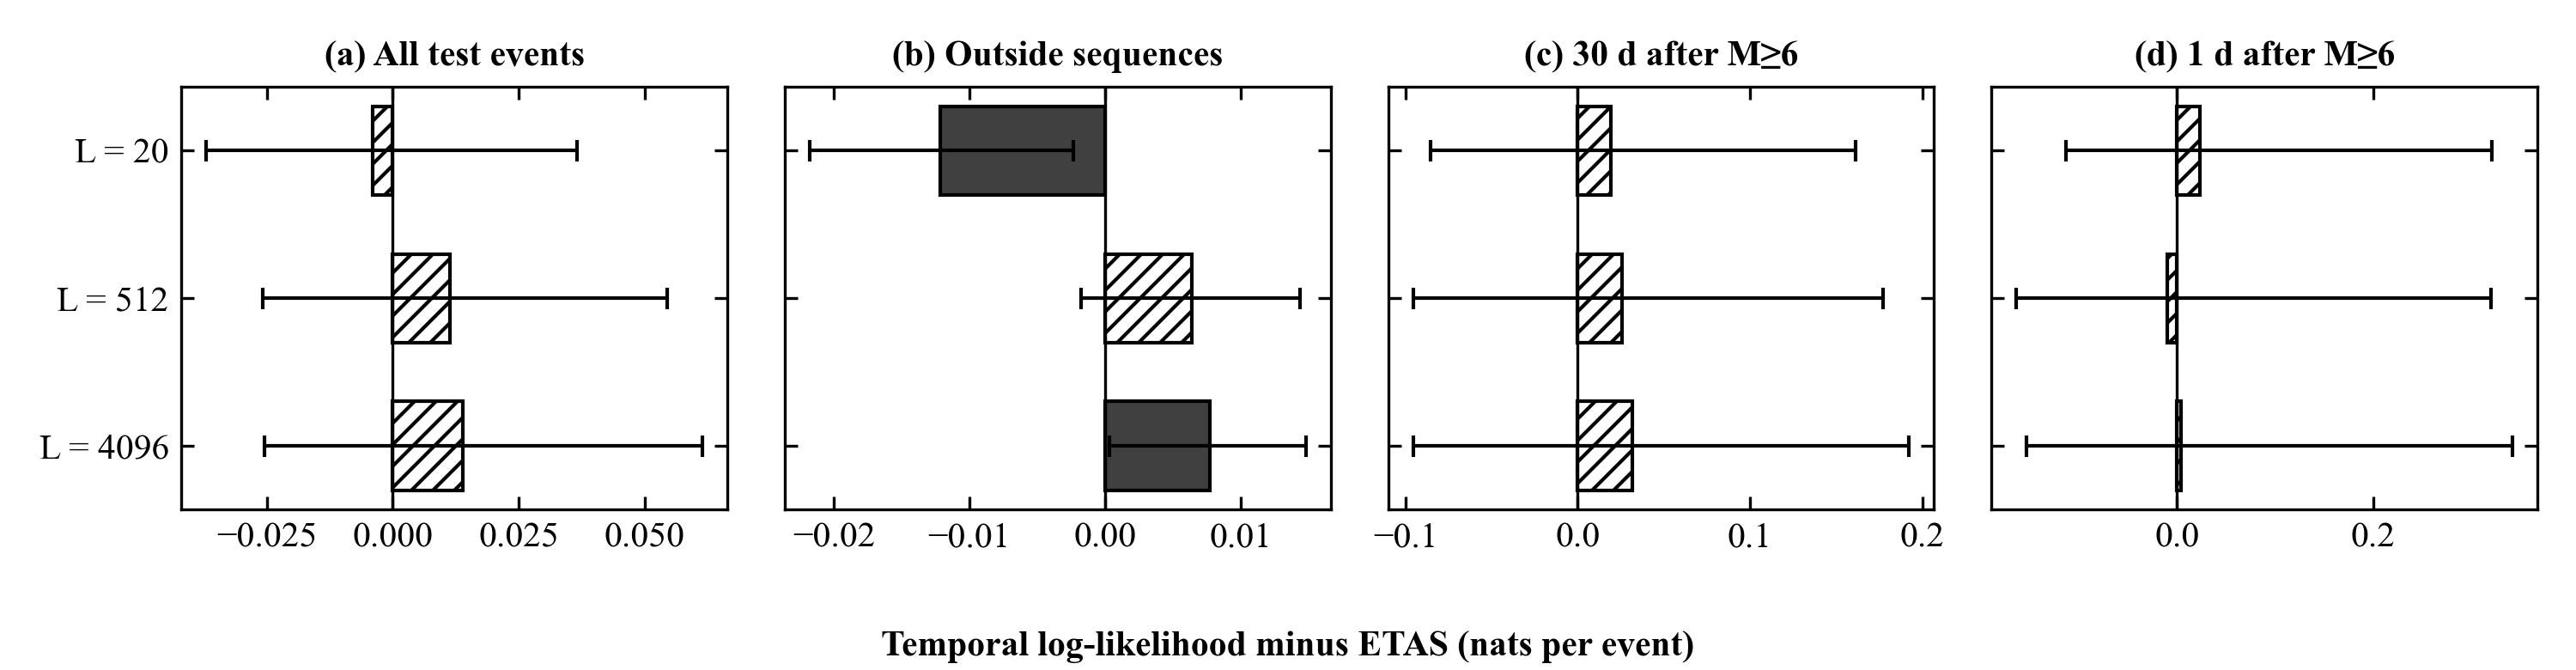 (a) All test events
(b) Outside sequences
(c) 30 d after M≥6
(d) 1 d after M≥6
L = 20
L = 512
L = 4096
−0.025 0.000 0.025 0.050
−0.02 −0.01 0.00 0.01
−0.1 0.0 0.1 0.2
0.0 0.2
Temporal log-likelihood minus ETAS (nats per event)